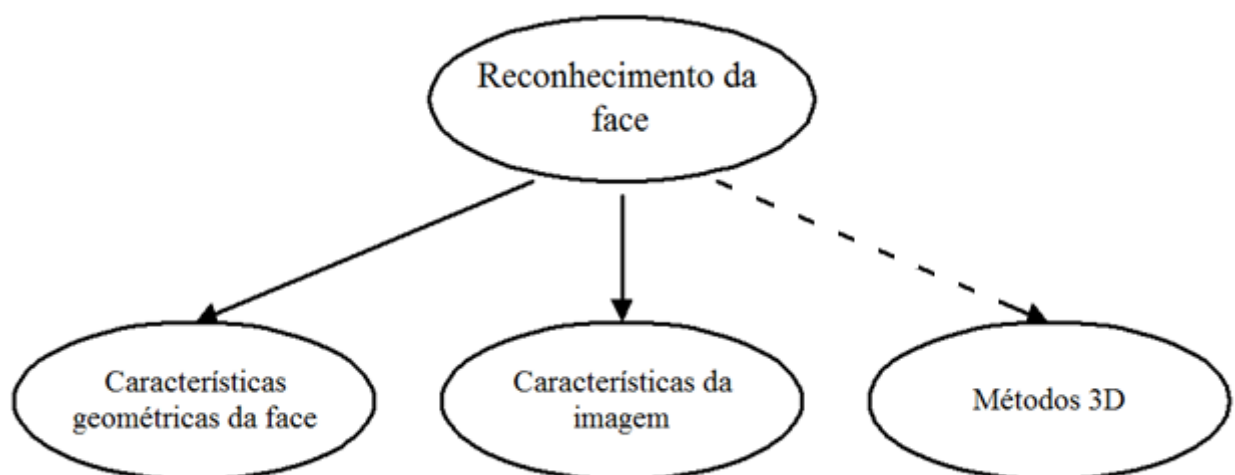 Reconhecimento da
face
Características
geométricas da face
Características da
imagem
Métodos 3D